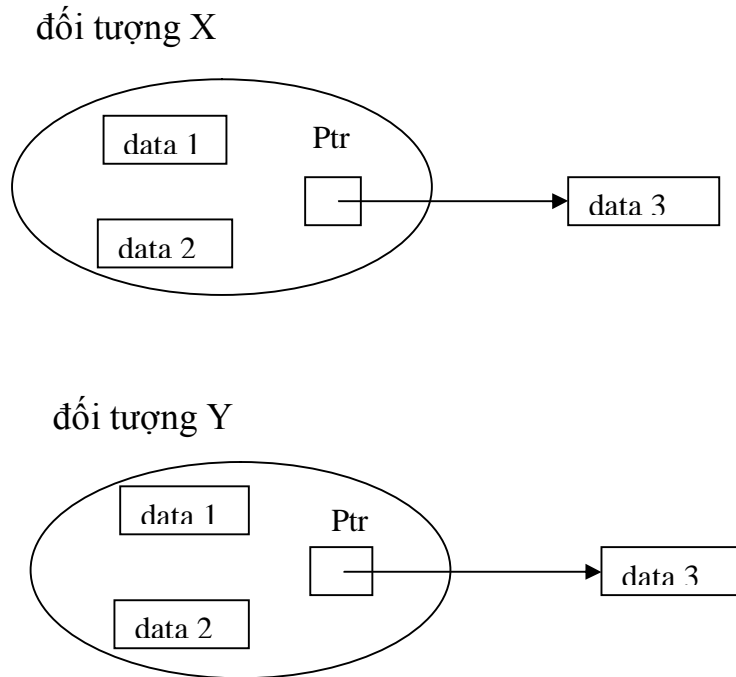 đối tượng X
data 1
Ptr
data 3
data 2
đối tượng Y
data 1
Ptr
data 3
data 2